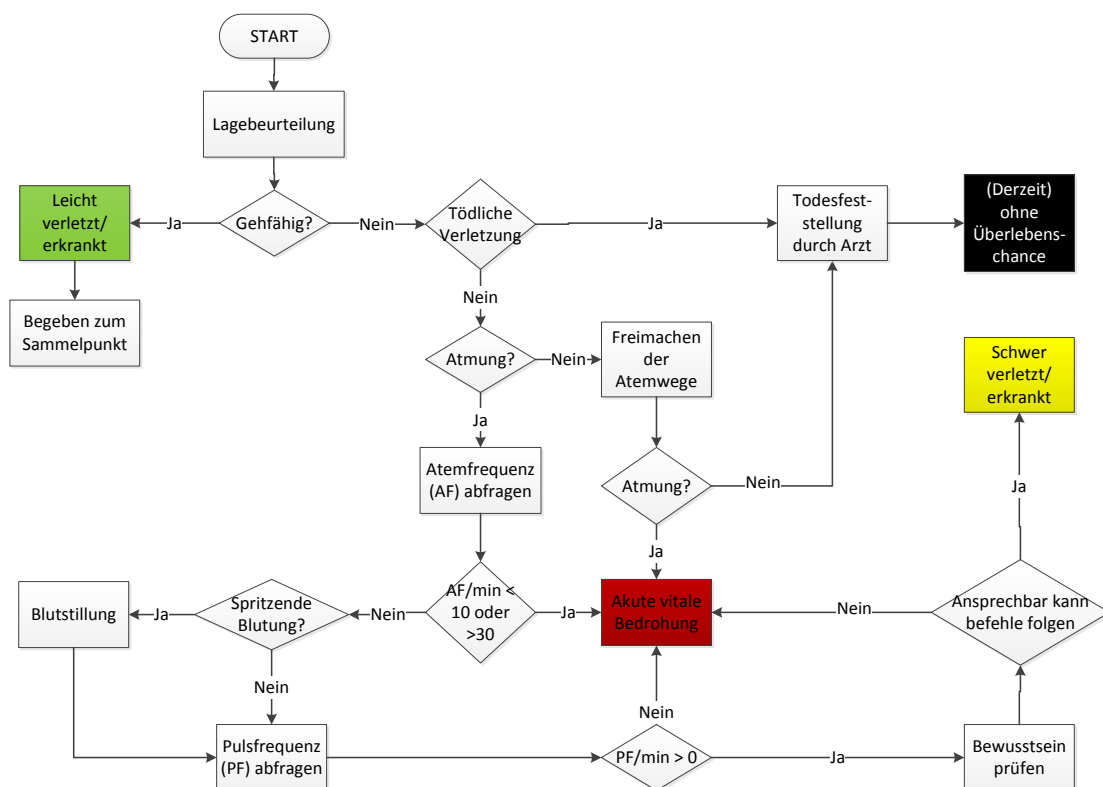 START
Lagebeurteilung
Leicht
verletzt/
erkrankt
Ja
Gehfähig?
Nein
Tödliche
Verletzung
Ja
Todesfest-
stellung
durch Arzt
(Derzeit)
ohne
Überlebens-
chance
Begeben zum
Sammelpunkt
Nein
Atmung?
Nein
Freimachen
der
Atemwege
Schwer
verletzt/
erkrankt
Ja
Atemfrequenz
(AF) abfragen
Atmung?
Nein
Ja
Ja
Blutstillung
Ja
Spritzende
Blutung?
Nein
AF/min <
10 oder
>30
Ja
Akute vitale
Bedrohung
Nein
Ansprechbar kann
befehle folgen
Nein
Nein
Pulsfrequenz
(PF) abfragen
PF/min > 0
Ja
Bewusstsein
prüfen